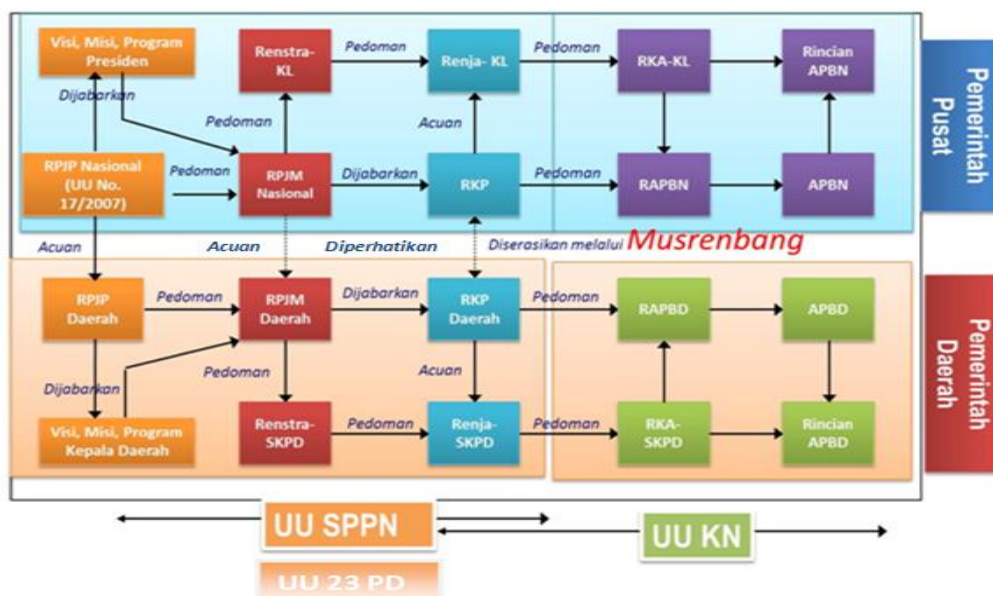 Visi, Misi, Program
Presiden
Renstra-
KL
Pedoman
Renja- KL
Pedoman
RKA-KL
Rincian
APBN
Dijabarkan
Pedoman
Acuan
RPJP Nasional
(UU No.
17/2007)
Pedoman
RPJM
Nasional
Dijabarkan
RKP
Pedoman
RAPBN
APBN
Pemerintah
Pusat
Acuan
Acuan
Diperhatikan
Diserasikan melalui Musrenbang
RPJP
Daerah
Pedoman
RPJM
Daerah
Dijabarkan
RKP
Daerah
Pedoman
RAPBD
APBD
Dijabarkan
Pedoman
Acuan
Visi, Misi, Program
Kepala Daerah
Renstra-
SKPD
Pedoman
Renja-
SKPD
Pedoman
RKA-
SKPD
Rincian
APBD
Pemerintah
Daerah
UU SPPN
UU KN
UU 23 PD